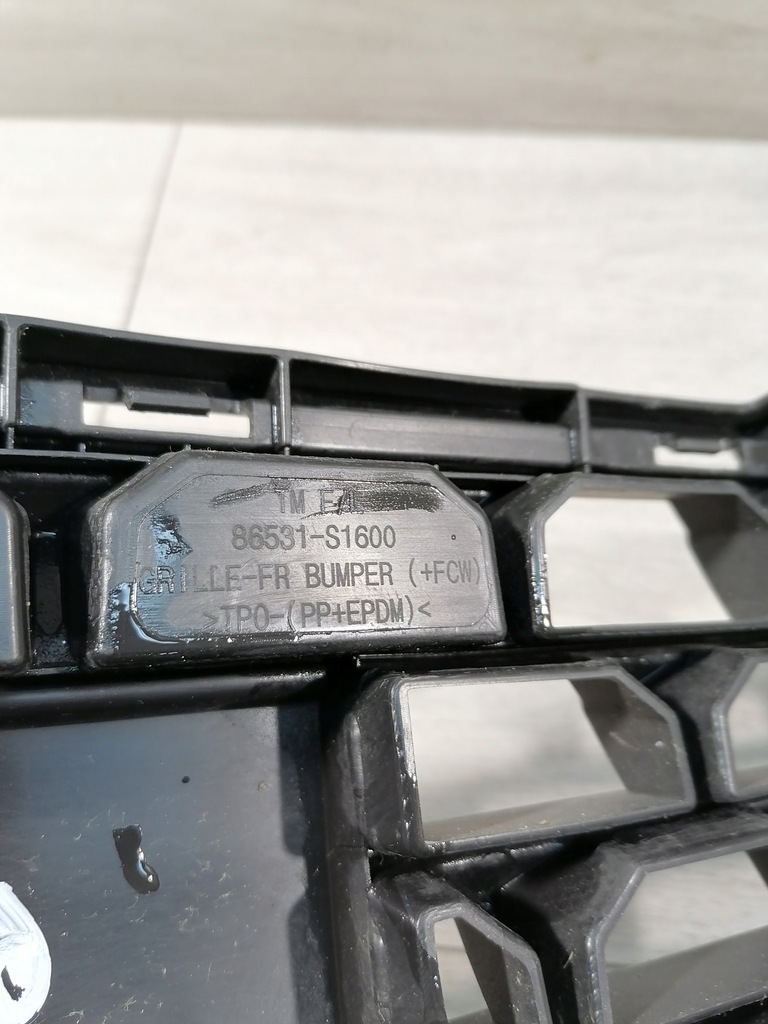 TM F/L
86531-S1600
GRILLE-FR BUMPER (+FCW)
>TPO-(PP+EPDM)<